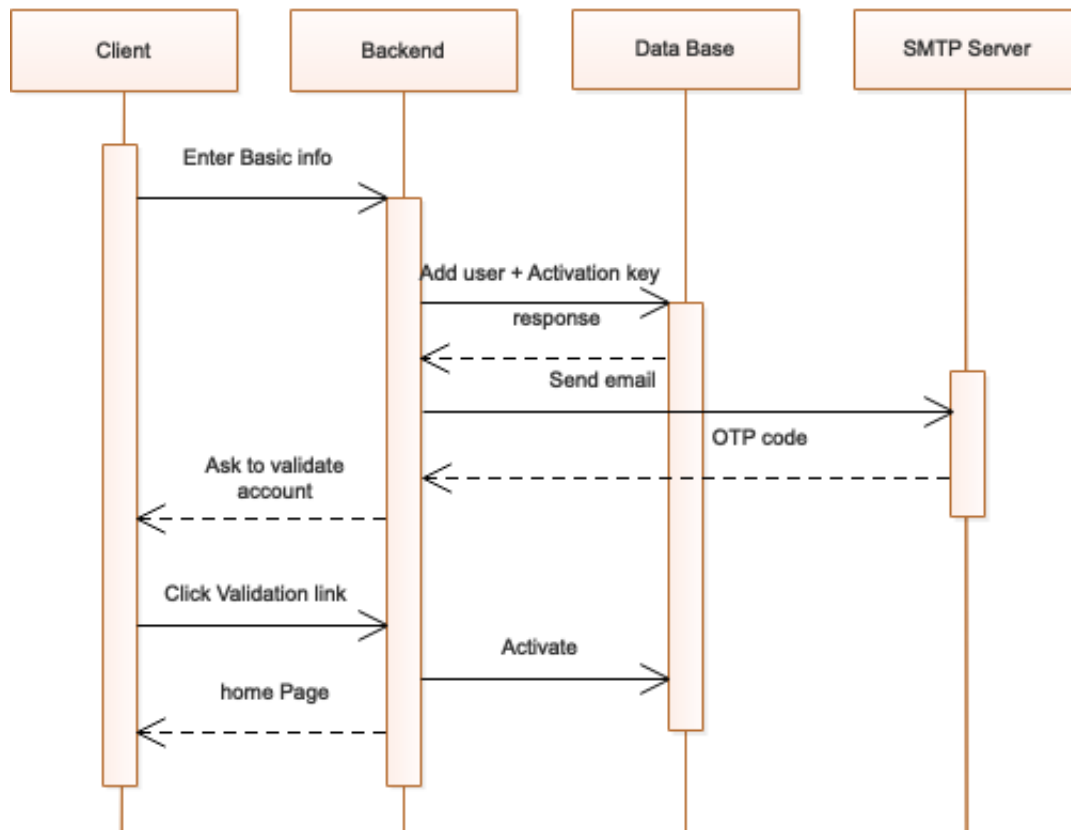 Client
Backend
Data Base
SMTP Server
Enter Basic info
Add user + Activation key
response
Send email
OTP code
Ask to validate
account
Click Validation link
Activate
home Page